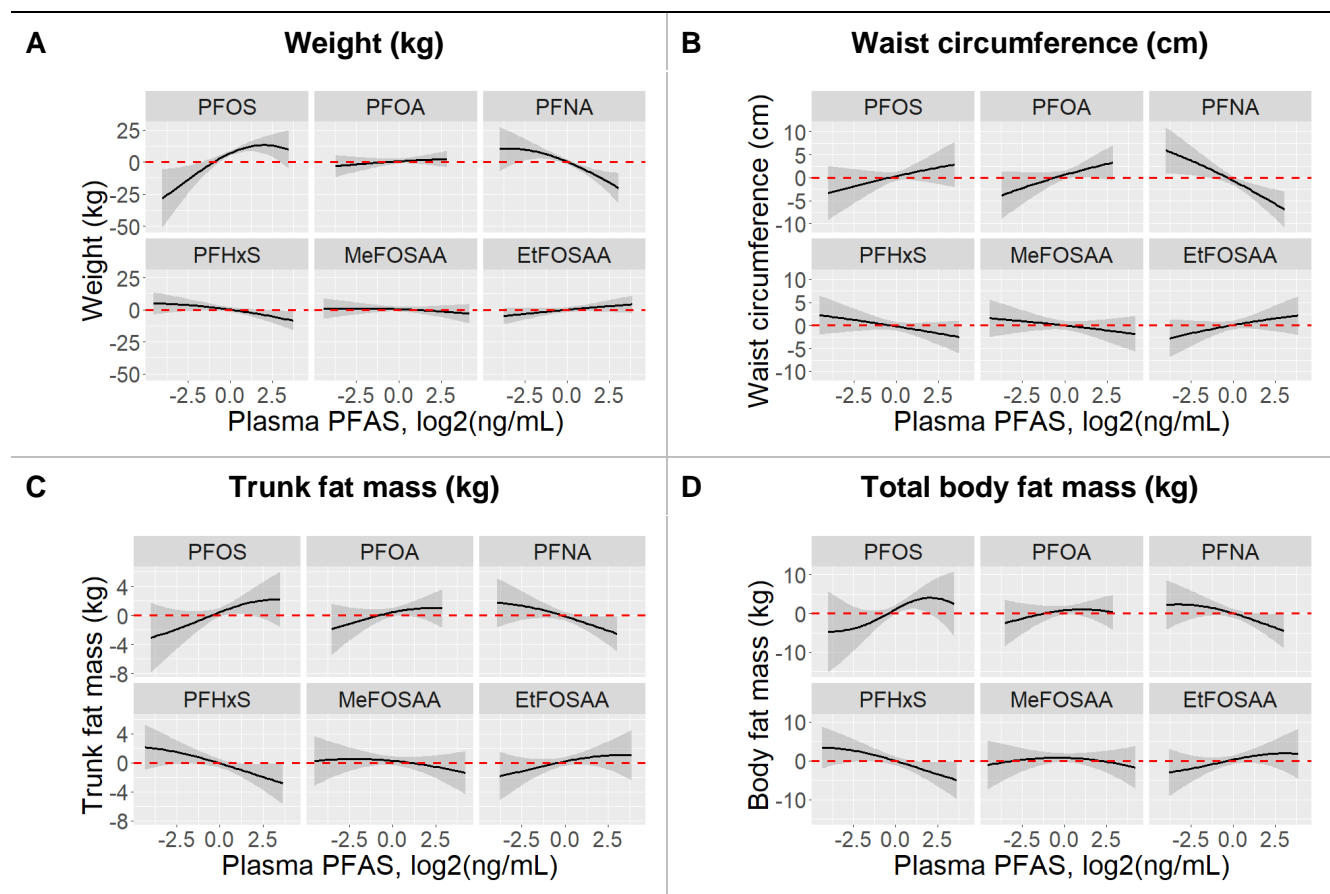 A Weight (kg)
PFOS PFOA PFNA
25
0
-25
-50
PFHxS MeFOSAA EtFOSAA
25
0
-25
-50
Weight (kg)
-2.5 0.0 2.5 -2.5 0.0 2.5 -2.5 0.0 2.5
Plasma PFAS, log2(ng/mL)
B Waist circumference (cm)
PFOS PFOA PFNA
10
5
0
-5
-10
PFHxS MeFOSAA EtFOSAA
10
5
0
-5
-10
Waist circumference (cm)
-2.5 0.0 2.5 -2.5 0.0 2.5 -2.5 0.0 2.5
Plasma PFAS, log2(ng/mL)
C Trunk fat mass (kg)
PFOS PFOA PFNA
4
0
-4
-8
PFHxS MeFOSAA EtFOSAA
4
0
-4
-8
Trunk fat mass (kg)
-2.5 0.0 2.5 -2.5 0.0 2.5 -2.5 0.0 2.5
Plasma PFAS, log2(ng/mL)
D Total body fat mass (kg)
PFOS PFOA PFNA
10
0
-10
PFHxS MeFOSAA EtFOSAA
10
0
-10
Body fat mass (kg)
-2.5 0.0 2.5 -2.5 0.0 2.5 -2.5 0.0 2.5
Plasma PFAS, log2(ng/mL)